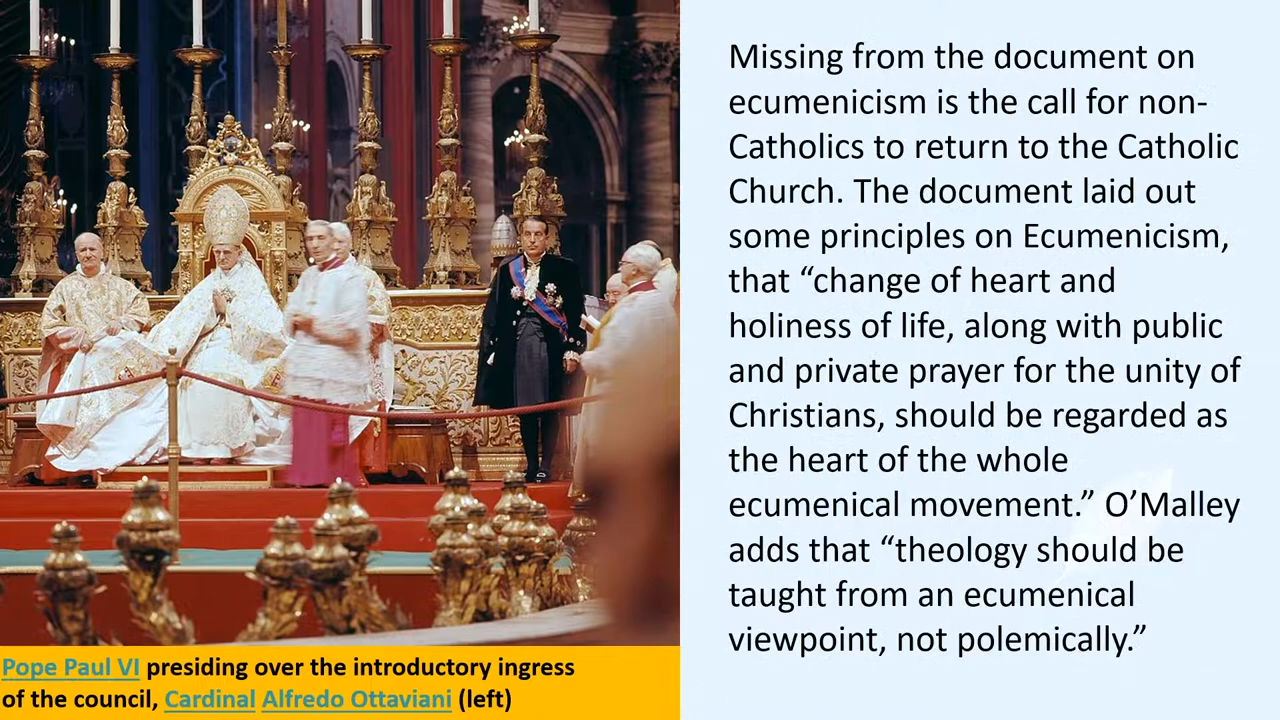 Missing from the document on
ecumenicism is the call for non-
Catholics to return to the Catholic
Church. The document laid out
some principles on Ecumenicism,
that “change of heart and
holiness of life, along with public
and private prayer for the unity of
Christians, should be regarded as
the heart of the whole
ecumenical movement.” O’Malley
adds that “theology should be
taught from an ecumenical
viewpoint, not polemically.”
Pope Paul VI presiding over the introductory ingress
of the council, Cardinal Alfredo Ottaviani (left)